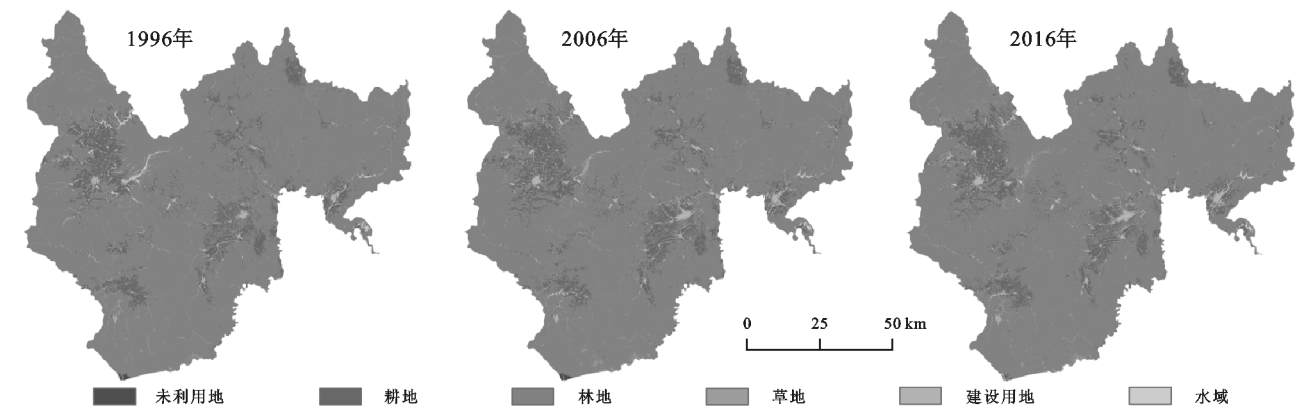 1996年
2006年
2016年
0 25 50 km
未利用地 耕地 林地 草地 建设用地 水域